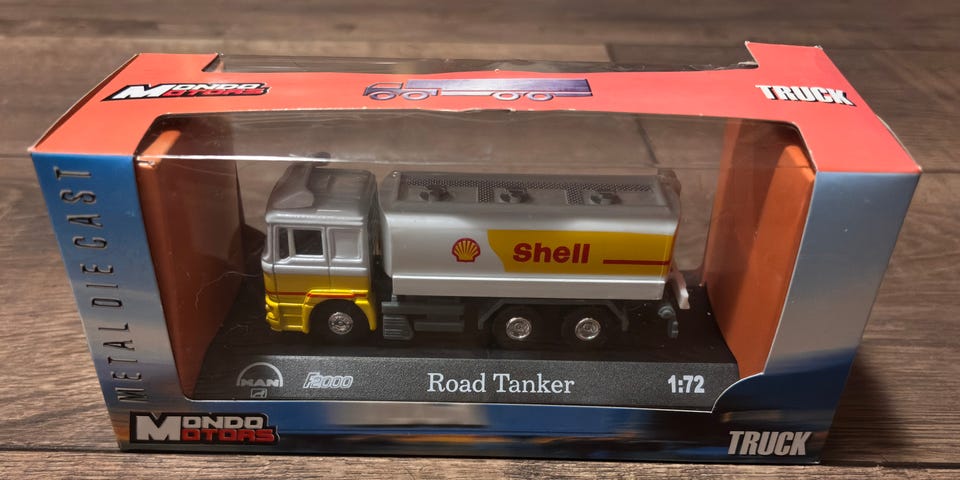 MONDO
MOTORS
TRUCK
METAL DIE CAST
Shell
MAN
F2000
Road Tanker
1:72
MONDO
MOTORS
TRUCK